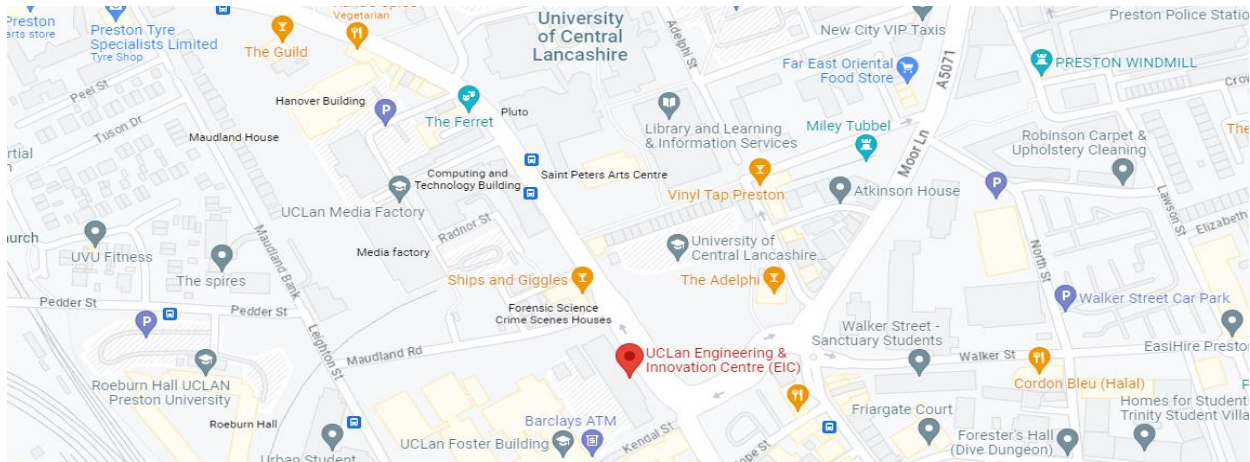 Preston
arts store
Preston Tyre
Specialists Limited
Tyre Shop
Vegetarian
The Guild
University
of Central
Lancashire
Adelphi St
New City VIP Taxis
Preston Police Statio
Far East Oriental
Food Store
A5071
PRESTON WINDMILL
Peel St
Hanover Building
P
Tuson Dr
Maudland House
The Ferret
Pluto
Library and Learning
& Information Services
Miley Tubbel
Moor Ln
Robinson Carpet &
Upholstery Cleaning
The
Computing and
Technology Building
Saint Peters Arts Centre
Vinyl Tap Preston
Atkinson House
P
Lawson St
Elizabeth
UCLan Media Factory
Radnor St
Maudland Bank
Media factory
University of
Central Lancashire...
North St
UVU Fitness
The spires
Ships and Giggles
The Adelphi
Pedder St
Pedder St
P
Forensic Science
Crime Scenes Houses
P
Walker Street Car Park
Walker Street -
Sanctuary Students
Leighton St
Maudland Rd
UCLan Engineering &
Innovation Centre (EIC)
Walker St
EasiHire Presto
Roeburn Hall UCLAN
Preston University
Cordon Bleu (Halal)
Roeburn Hall
Barclays ATM
Friargate Court
Homes for Student
Trinity Student Villa
UCLan Foster Building
Kendal St
Forester's Hall
(Dive Dungeon)
Urban Student